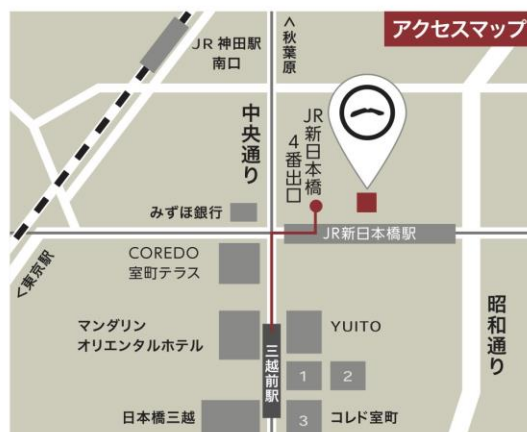 アクセスマップ
JR 神田駅
南口
<秋葉原
中央通り
JR新日本橋
4番出口
みずほ銀行
JR新日本橋駅
<東京駅
COREDO
室町テラス
昭和通り
マンダリン
オリエンタルホテル
三越前駅
YUITO
1
2
日本橋三越
3
コレド室町